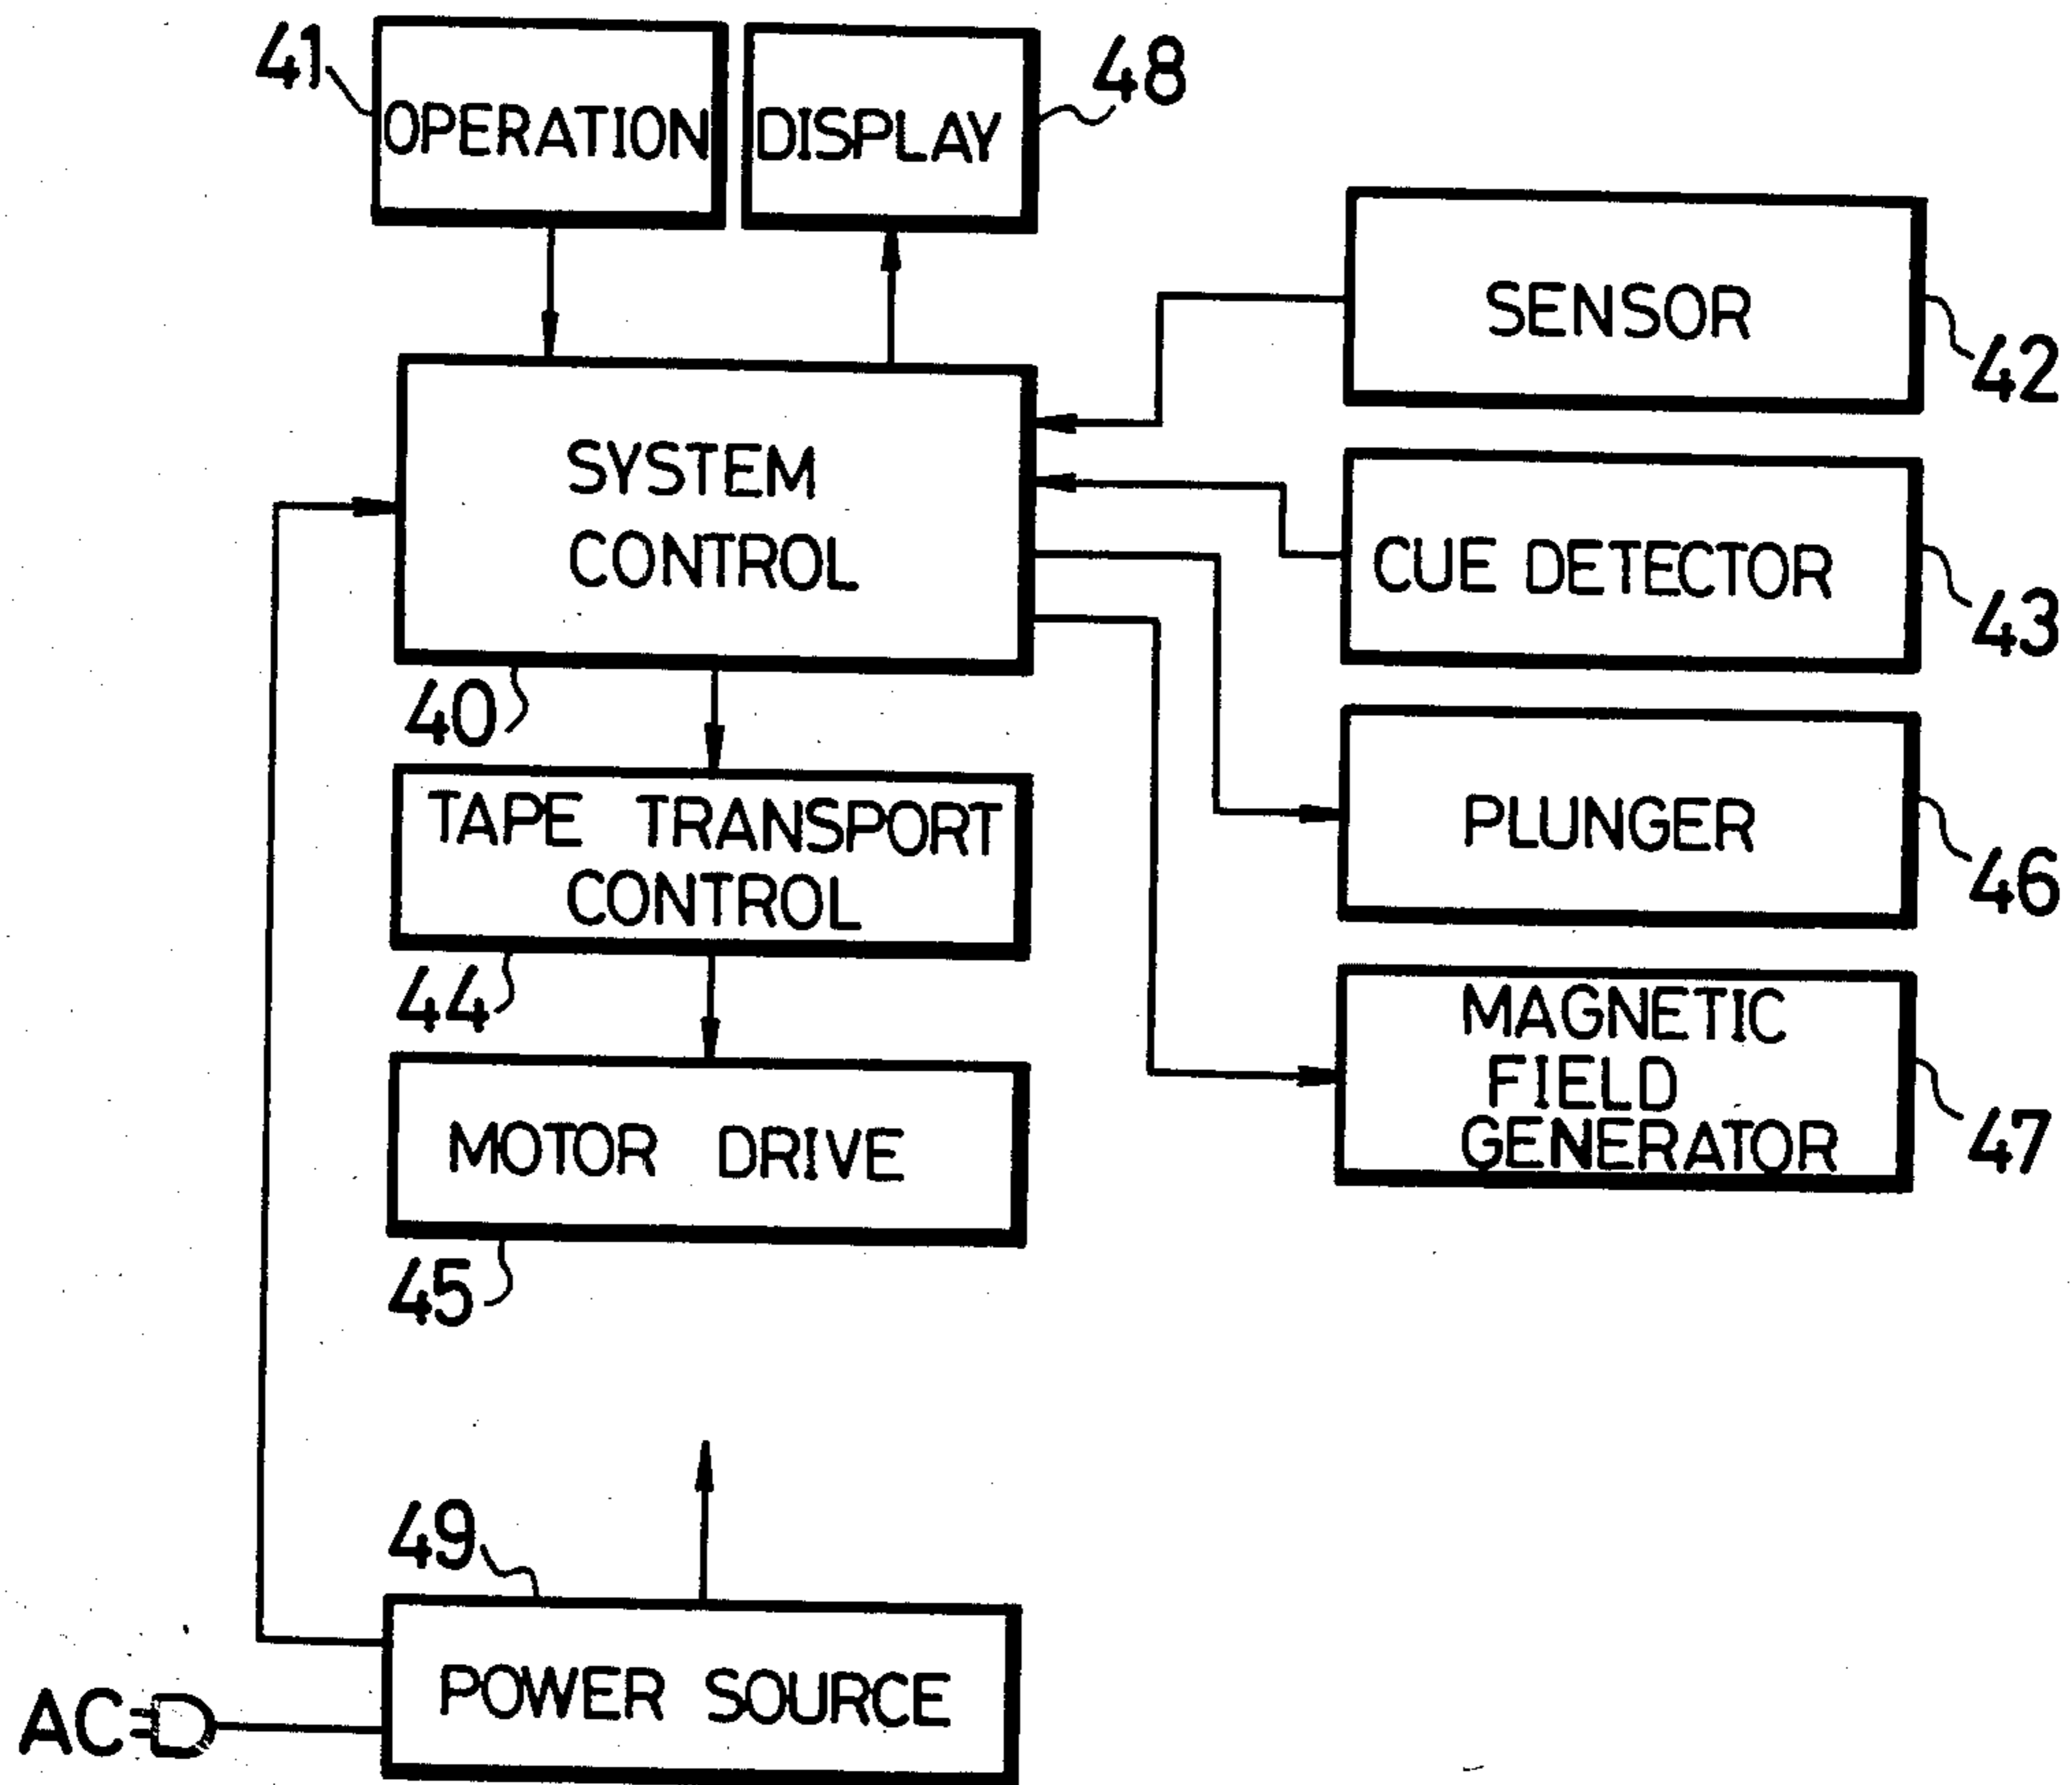 41
OPERATION
DISPLAY
48
SENSOR
42
SYSTEM
CONTROL
40
CUE DETECTOR
43
TAPE TRANSPORT
CONTROL
44
PLUNGER
46
MOTOR DRIVE
45
MAGNETIC
FIELD
GENERATOR
47
49
POWER SOURCE
AC